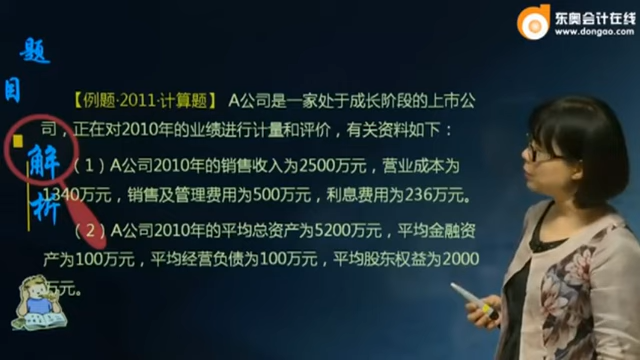 东奥会计在线
www.dongao.com
题目
解析
【例题·2011·计算题】 A公司是一家处于成长阶段的上市公
司,正在对2010年的业绩进行计量和评价,有关资料如下:
(1)A公司2010年的销售收入为2500万元,营业成本为
1340万元,销售及管理费用为500万元,利息费用为236万元。
(2)A公司2010年的平均总资产为5200万元,平均金融资
产为100万元,平均经营负债为100万元,平均股东权益为2000
万元。